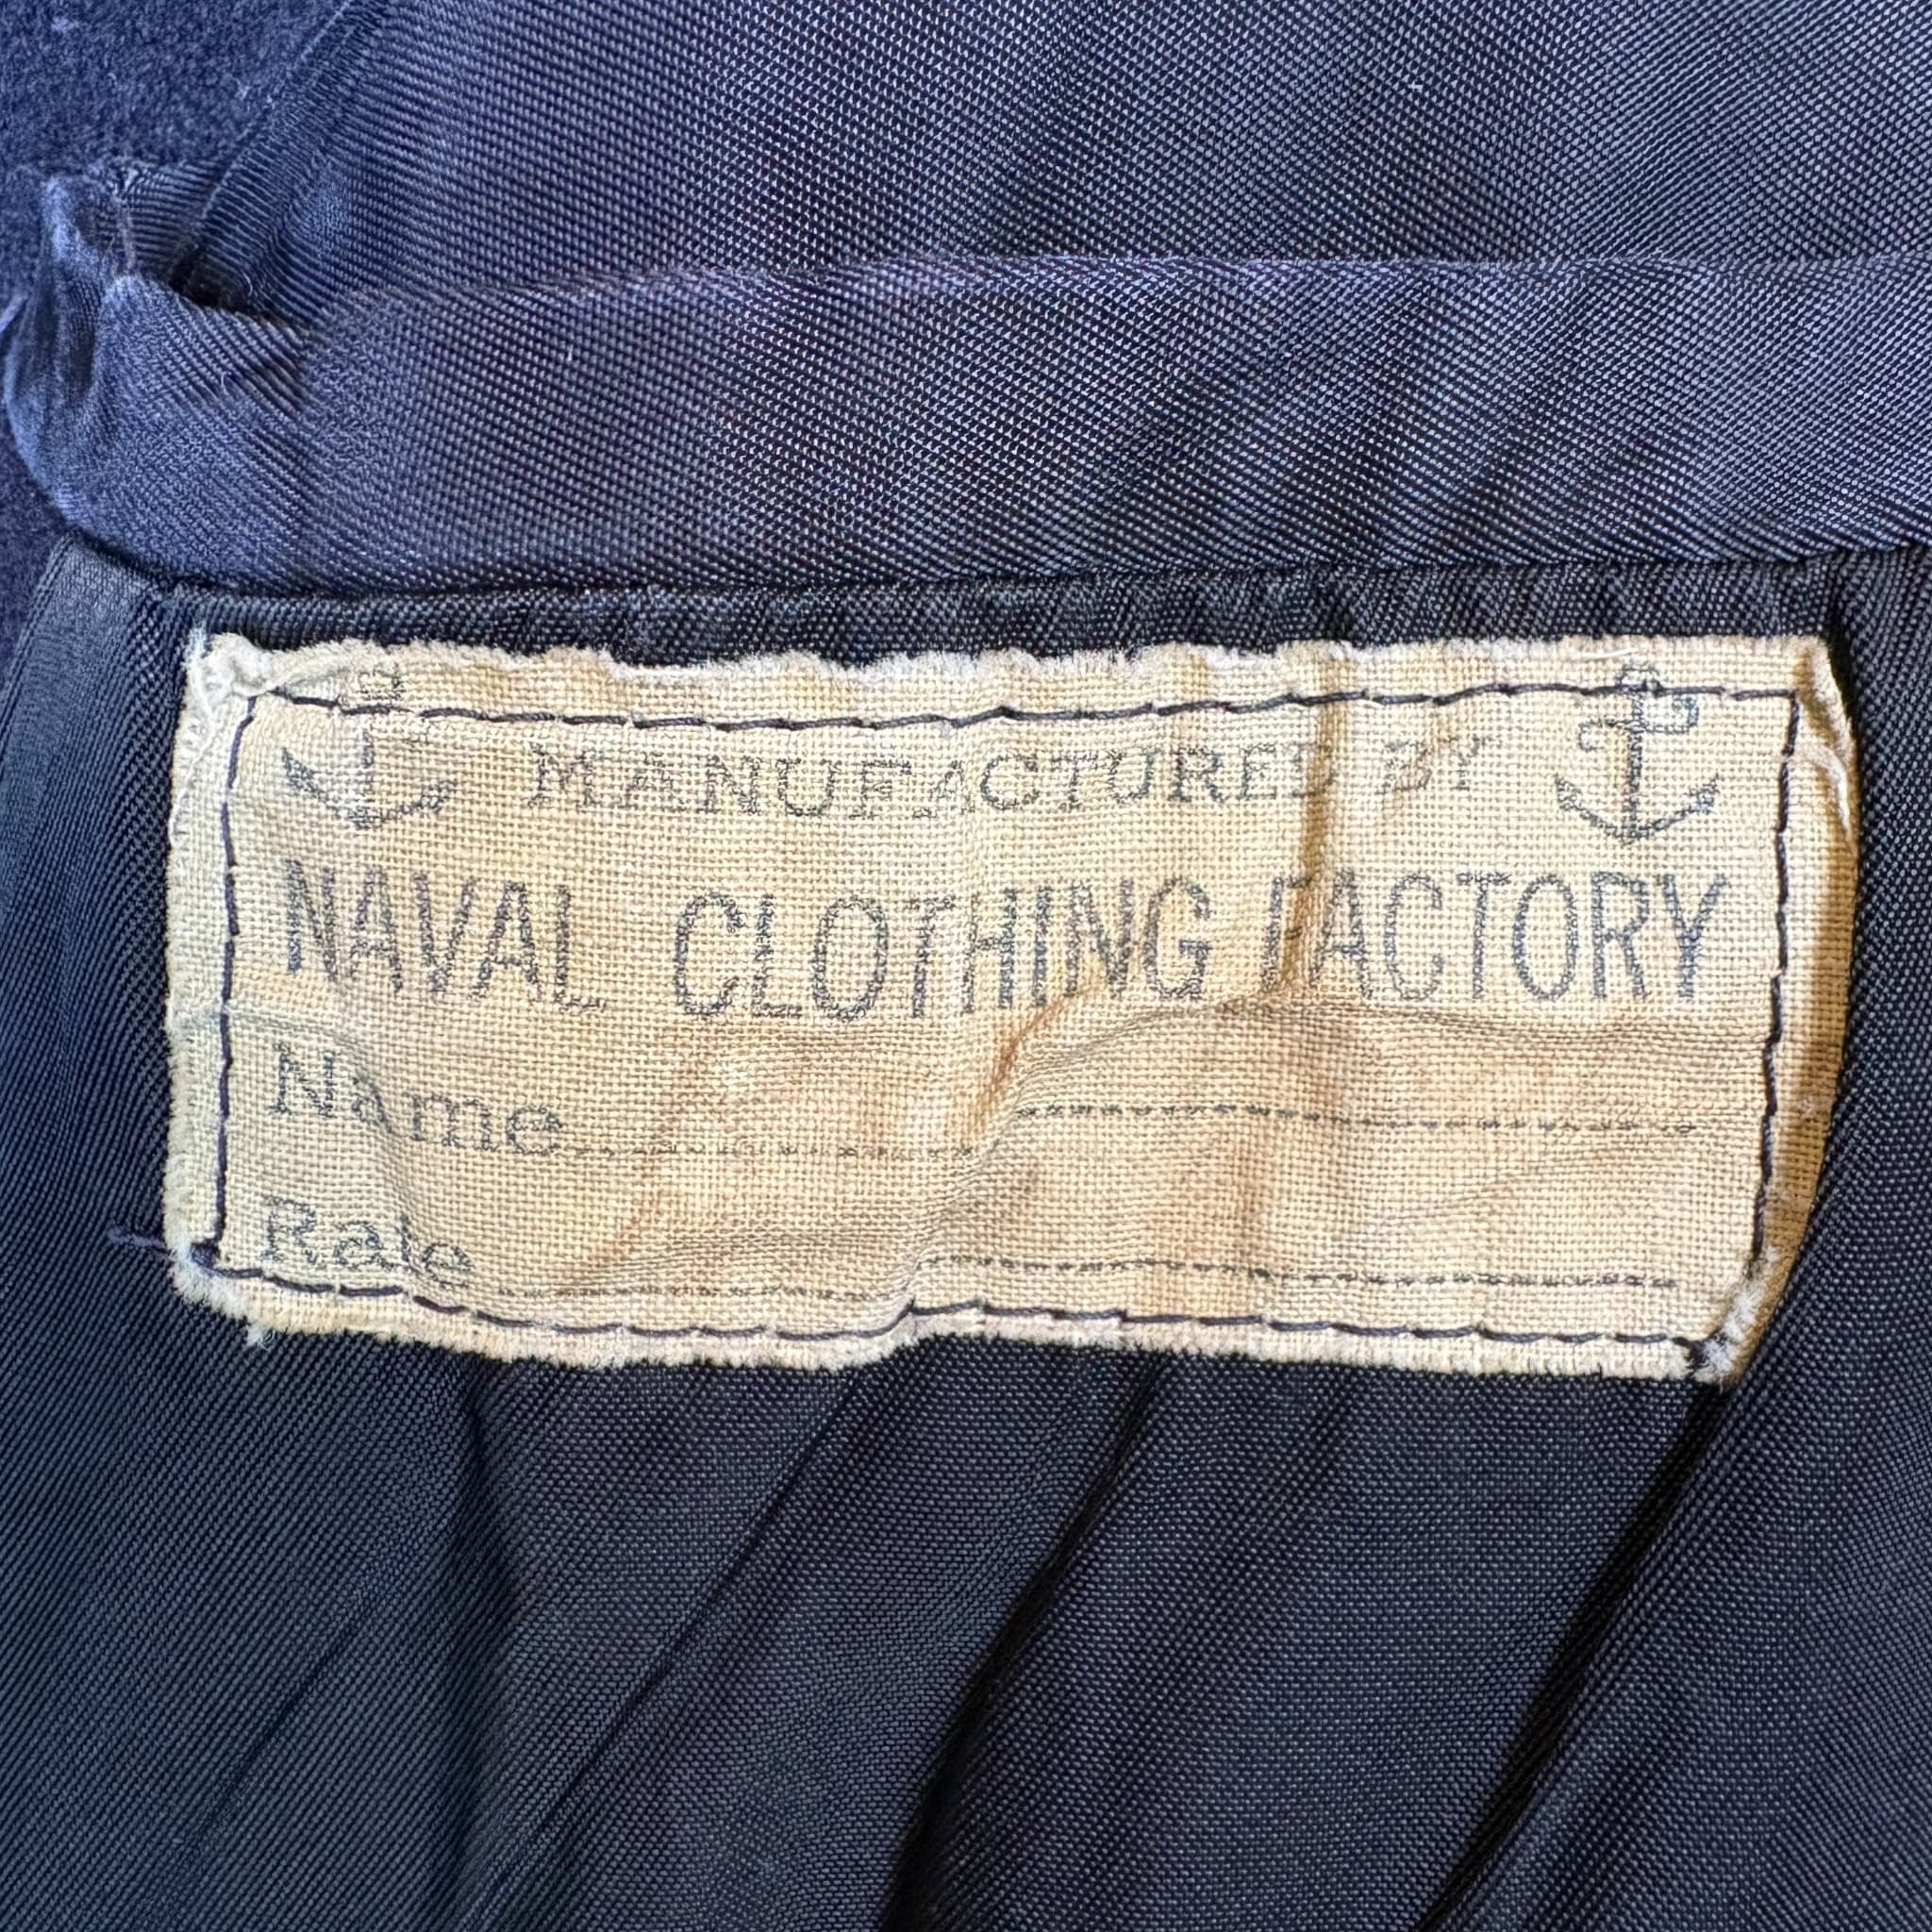 MANUFACTURED BY
NAVAL CLOTHING FACTORY
Name
Rate